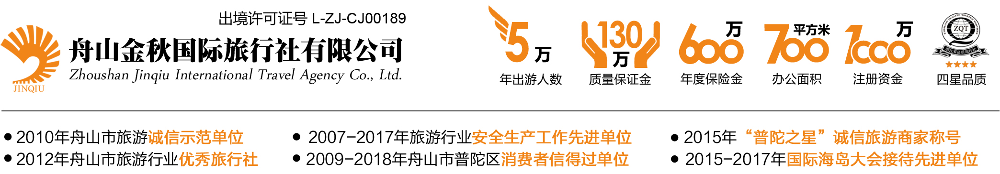 出境许可证号 L-ZJ-CJ00189
舟山金秋国际旅行社有限公司
Zhoushan Jinqiu International Travel Agency Co., Ltd.
JINQIU
5万
年出游人数
130万
质量保证金
600万
年度保险金
700平方米
办公面积
1000万
注册资金
ZQT
浙江省品质旅行社
四星品质
●2010年舟山市旅游诚信示范单位
●2007-2017年旅游行业安全生产工作先进单位
●2015年“普陀之星”诚信旅游商家称号
●2012年舟山市旅游行业优秀旅行社
●2009-2018年舟山市普陀区消费者信得过单位
●2015-2017年国际海岛大会接待先进单位